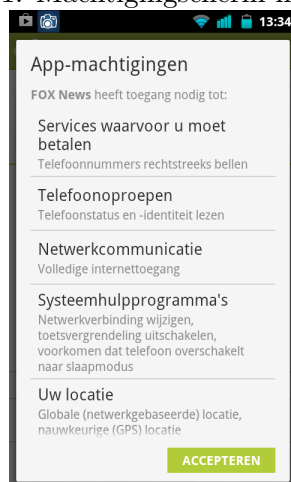 13:34
App-machtigingen
FOX News heeft toegang nodig tot:
Services waarvoor u moet
betalen
Telefoonnummers rechtstreeks bellen
Telefoonoproepen
Telefoonstatus en -identiteit lezen
Netwerkcommunicatie
Volledige internettoegang
Systeemhulpprogramma's
Netwerkverbinding wijzigen,
toetsvergrendeling uitschakelen,
voorkomen dat telefoon overschakelt
naar slaapmodus
Uw locatie
Globale (netwerkgebaseerde) locatie,
nauwkeurige (GPS) locatie
ACCEPTEREN